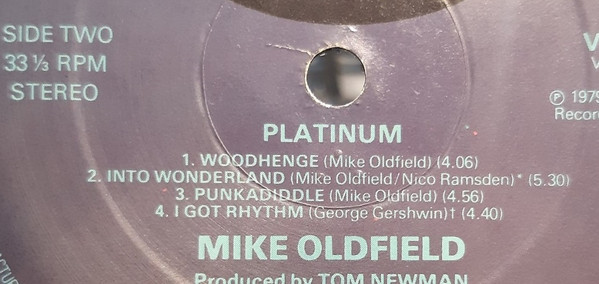 SIDE TWO
33 ⅓ RPM
STEREO
V
V
℗ 1979
Recor
PLATINUM
1. WOODHENGE (Mike Oldfield) (4.06)
2. INTO WONDERLAND (Mike Oldfield/Nico Ramsden)* (5.30)
3. PUNKADIDDLE (Mike Oldfield) (4.56)
4. I GOT RHYTHM (George Gershwin)† (4.40)
MIKE OLDFIELD
Produced by TOM NEWMAN